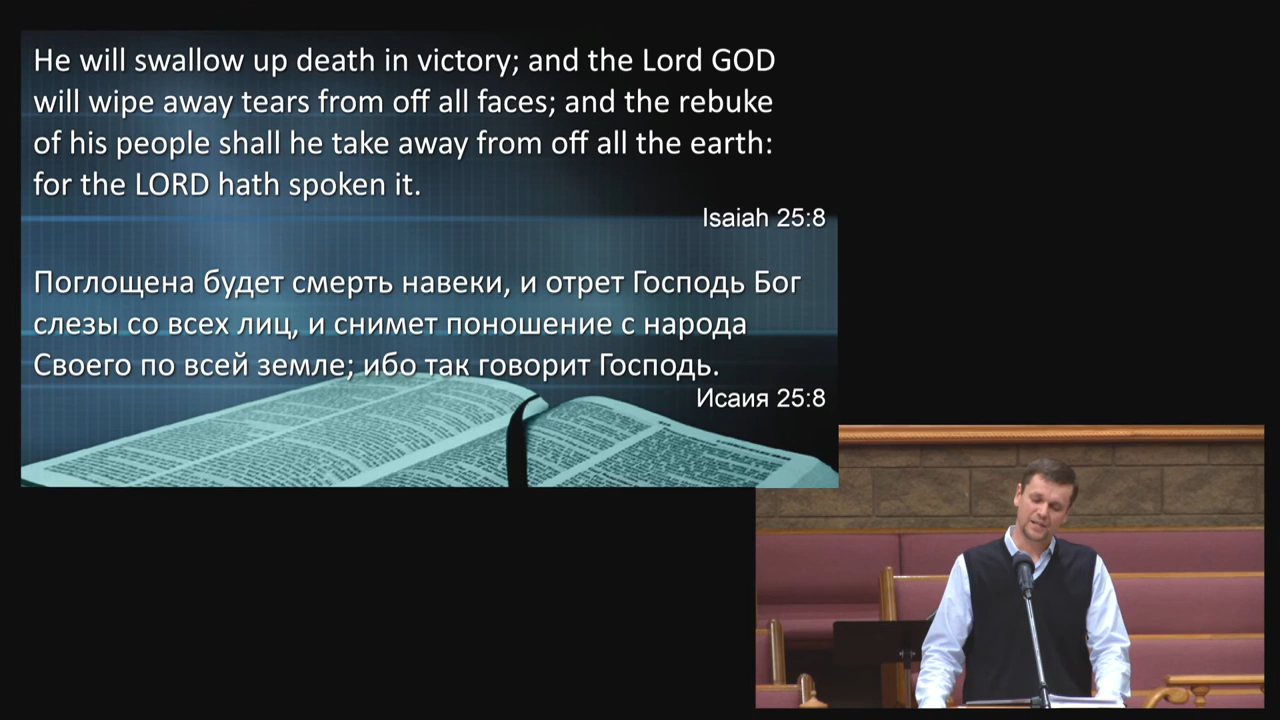 He will swallow up death in victory; and the Lord GOD
will wipe away tears from off all faces; and the rebuke
of his people shall he take away from off all the earth:
for the LORD hath spoken it.
Isaiah 25:8
Поглощена будет смерть навеки, и отрет Господь Бог
слезы со всех лиц, и снимет поношение с народа
Своего по всей земле; ибо так говорит Господь.
Исаия 25:8